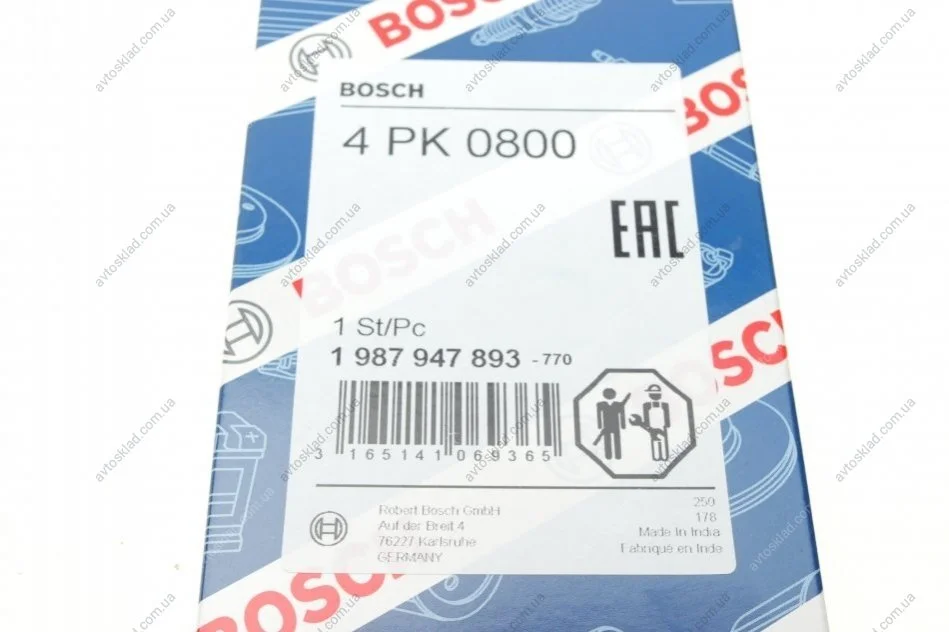 BOSCH
BOSCH
4 PK 0800
BOSCH
EAC
BOSCH
1 St/Pc
1 987 947 893 - 770
BOSCH
3 165141 069365
Robert Bosch GmbH
Auf der Breit 4
76227 Karlsruhe
GERMANY
250
178
Made in India
Fabriqué en Inde
BOSCH
avtosklad.com.ua